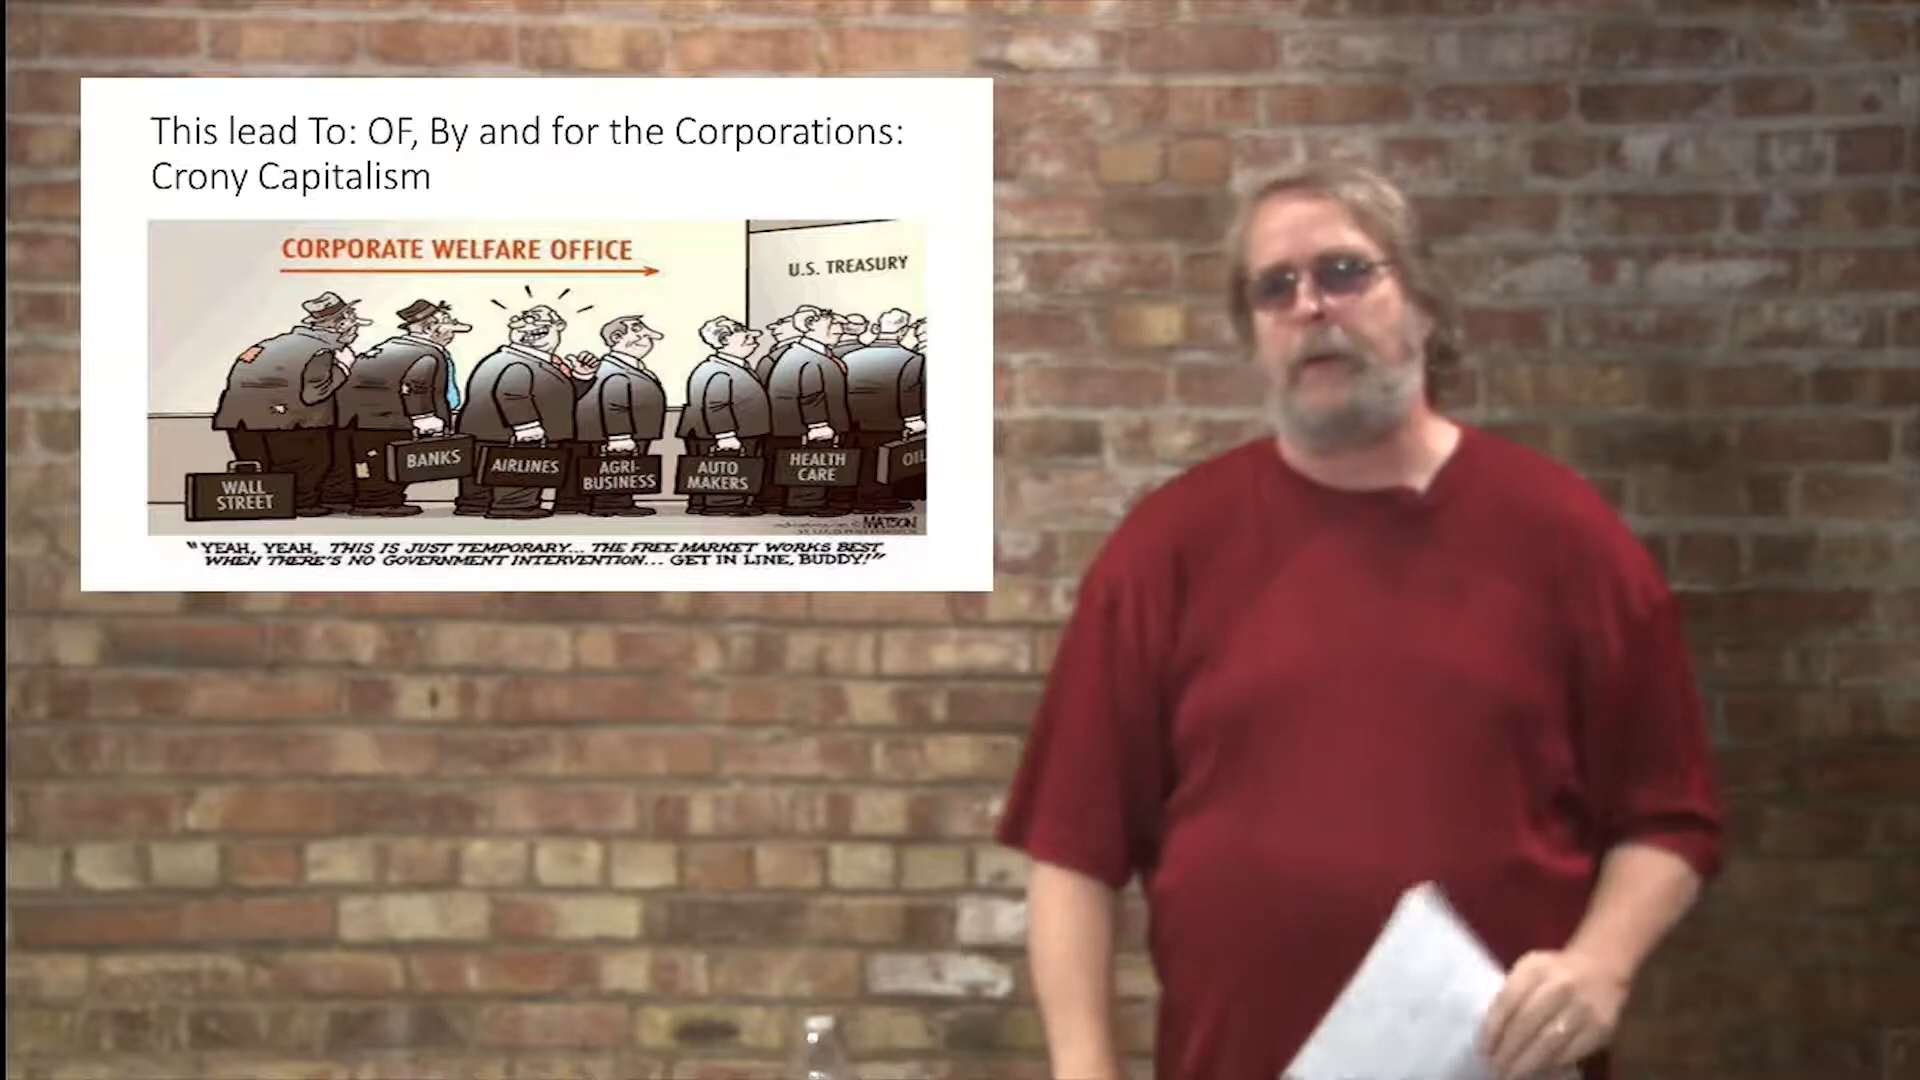 This lead To: OF, By and for the Corporations:
Crony Capitalism
CORPORATE WELFARE OFFICE
U.S. TREASURY
WALL
STREET
BANKS
AIRLINES
AGRI-
BUSINESS
AUTO
MAKERS
HEALTH
CARE
OIL
MATSON
"YEAH, YEAH, THIS IS JUST TEMPORARY... THE FREE MARKET WORKS BEST
WHEN THERE'S NO GOVERNMENT INTERVENTION... GET IN LINE, BUDDY!"